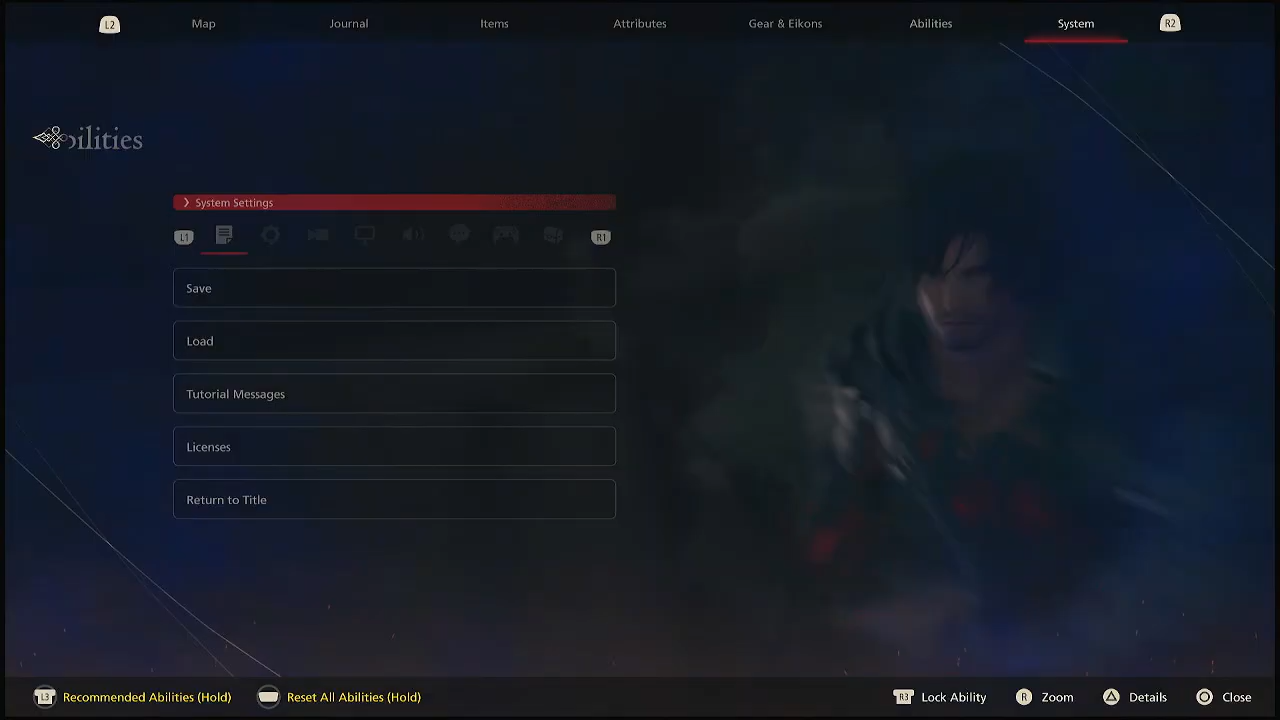 L2 Map Journal Items Attributes Gear & Eikons Abilities System R2
bilities
System Settings
L1 R1
Save
Load
Tutorial Messages
Licenses
Return to Title
L3 Recommended Abilities (Hold) Reset All Abilities (Hold) R3 Lock Ability R Zoom Details Close